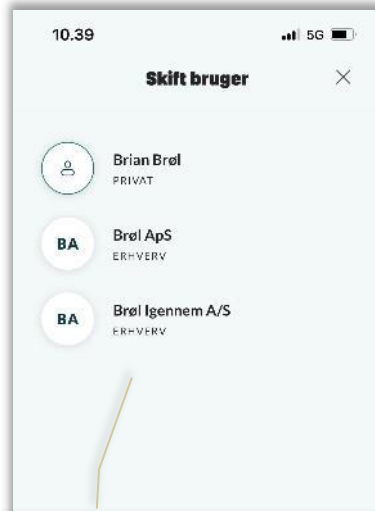 10.39
5G
Skift bruger
Brian Brøl
PRIVAT
BA
Brøl ApS
ERHVERV
BA
Brøl Igennem A/S
ERHVERV